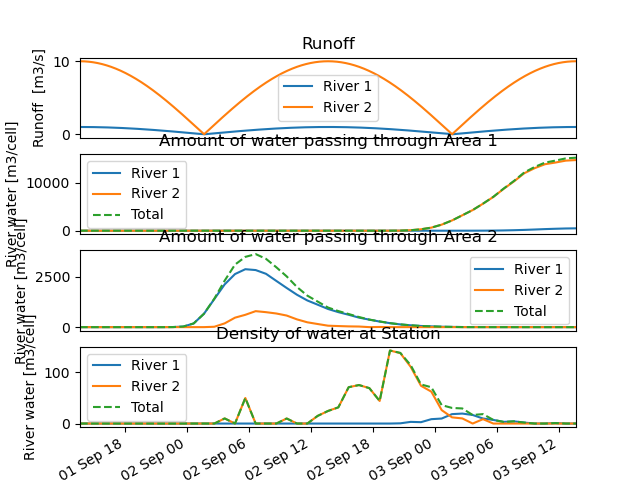 Runoff
Runoff  [m3/s]
10
0
River 1
River 2
Amount of water passing through Area 1
River water [m3/cell]
10000
0
River 1
River 2
Total
Amount of water passing through Area 2
River water [m3/cell]
2500
0
River 1
River 2
Total
Density of water at Station
River water [m3/cell]
100
0
River 1
River 2
Total
01 Sep 18
02 Sep 00
02 Sep 06
02 Sep 12
02 Sep 18
03 Sep 00
03 Sep 06
03 Sep 12